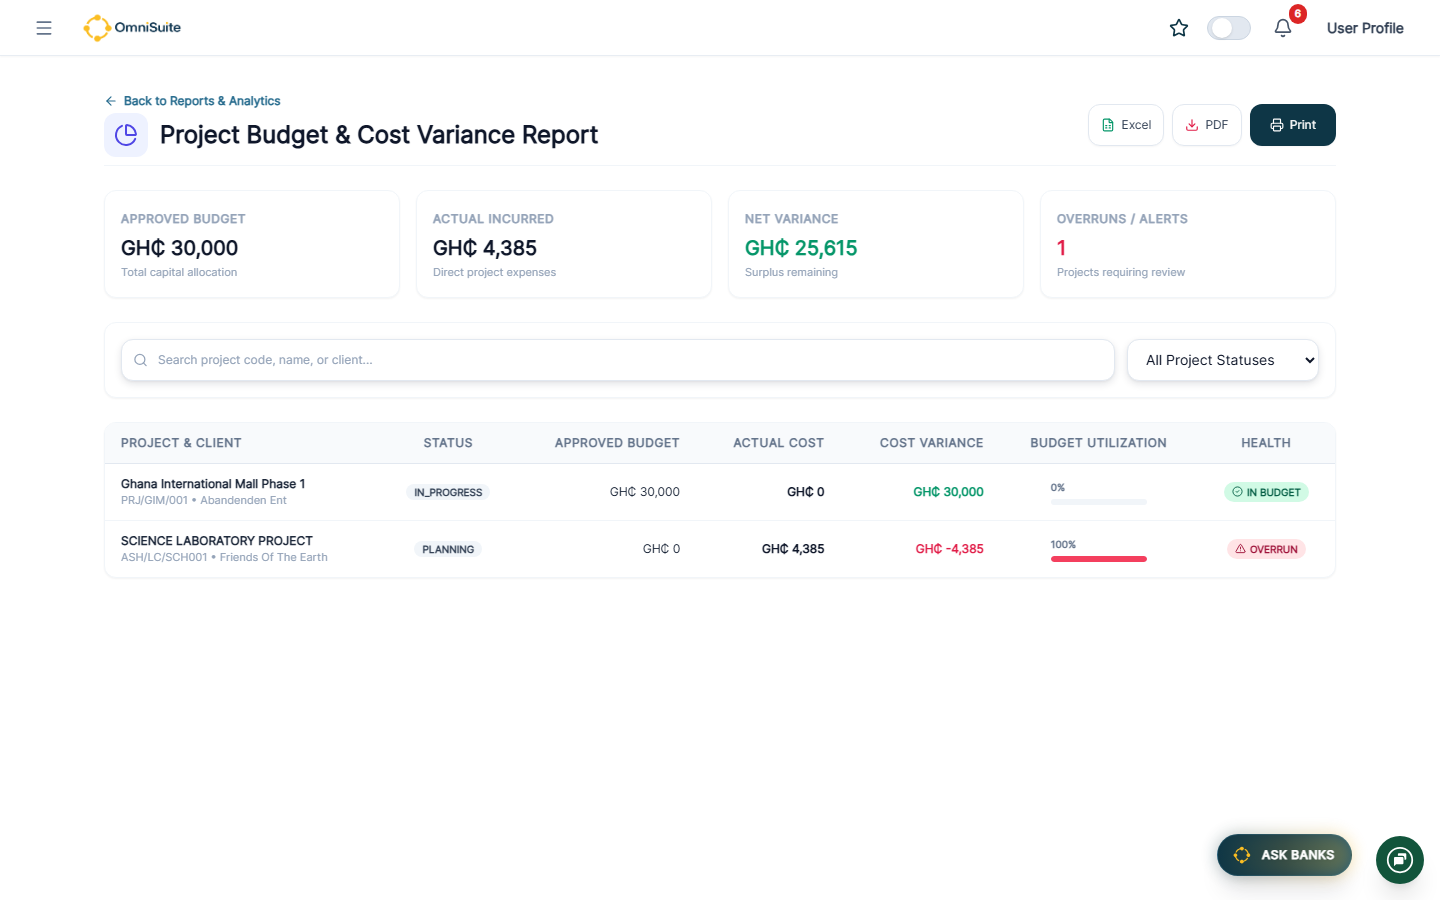 OmniSuite
6
User Profile
Back to Reports & Analytics
Project Budget & Cost Variance Report
Excel
PDF
Print
APPROVED BUDGET
GH₵ 30,000
Total capital allocation
ACTUAL INCURRED
GH₵ 4,385
Direct project expenses
NET VARIANCE
GH₵ 25,615
Surplus remaining
OVERRUNS / ALERTS
1
Projects requiring review
Search project code, name, or client...
All Project Statuses
PROJECT & CLIENT STATUS APPROVED BUDGET ACTUAL COST COST VARIANCE BUDGET UTILIZATION HEALTH
Ghana International Mall Phase 1
PRJ/GIM/001 • Abandenden Ent
IN_PROGRESS GH₵ 30,000 GH₵ 0 GH₵ 30,000 0% IN BUDGET
SCIENCE LABORATORY PROJECT
ASH/LC/SCH001 • Friends Of The Earth
PLANNING GH₵ 0 GH₵ 4,385 GH₵ -4,385 100% OVERRUN
ASK BANKS